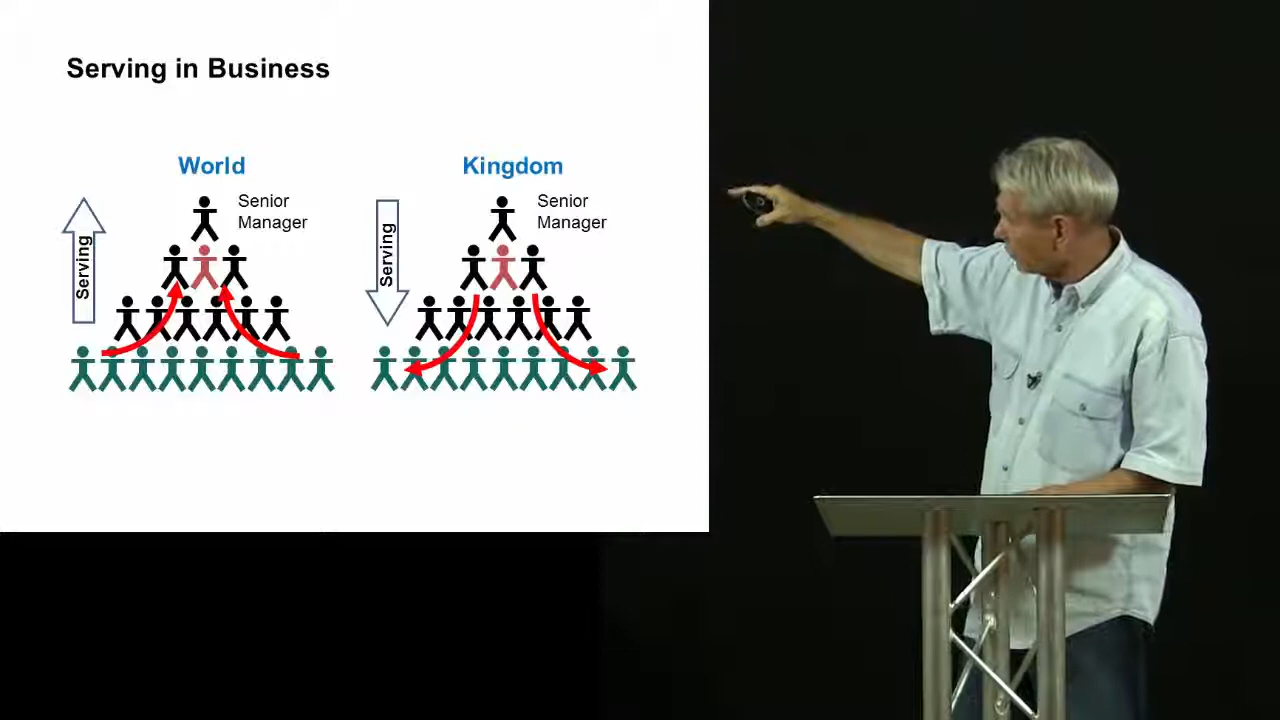 Serving in Business
World
Serving
Senior
Manager
Kingdom
Serving
Senior
Manager